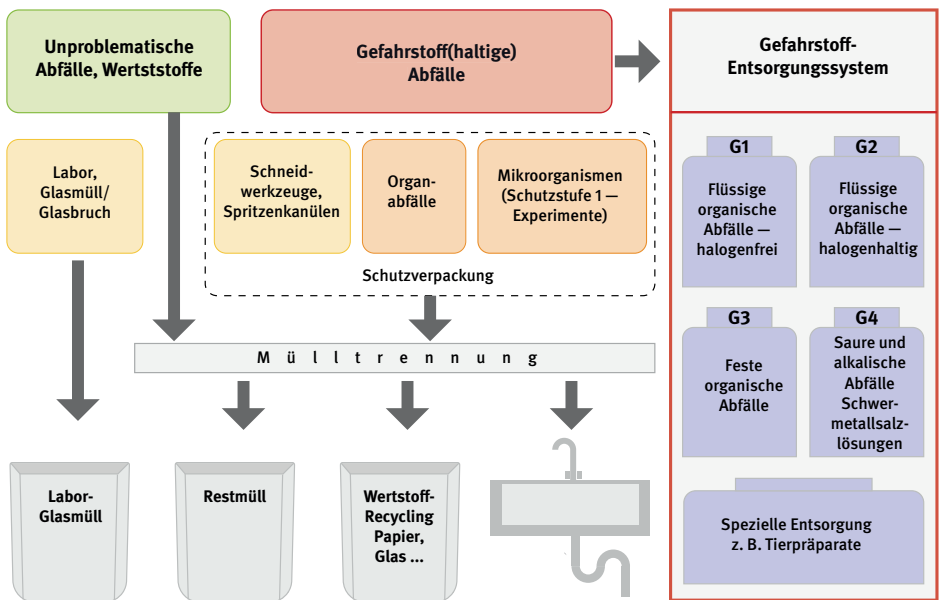 Unproblematische
Abfälle, Wertststoffe
Gefahrstoff(haltige)
Abfälle
Gefahrstoff-
Entsorgungssystem
Labor,
Glasmüll/
Glasbruch
Schneid-
werkzeuge,
Spritzenkanülen
Organ-
abfälle
Mikroorganismen
(Schutzstufe 1 —
Experimente)
Schutzverpackung
Mülltrennung
Labor-
Glasmüll
Restmüll
Wertstoff-
Recycling
Papier,
Glas ...
G1
Flüssige
organische
Abfälle —
halogenfrei
G2
Flüssige
organische
Abfälle —
halogenhaltig
G3
Feste
organische
Abfälle
G4
Saure und
alkalische
Abfälle
Schwer-
metallsalz-
lösungen
Spezielle Entsorgung
z. B. Tierpräparate